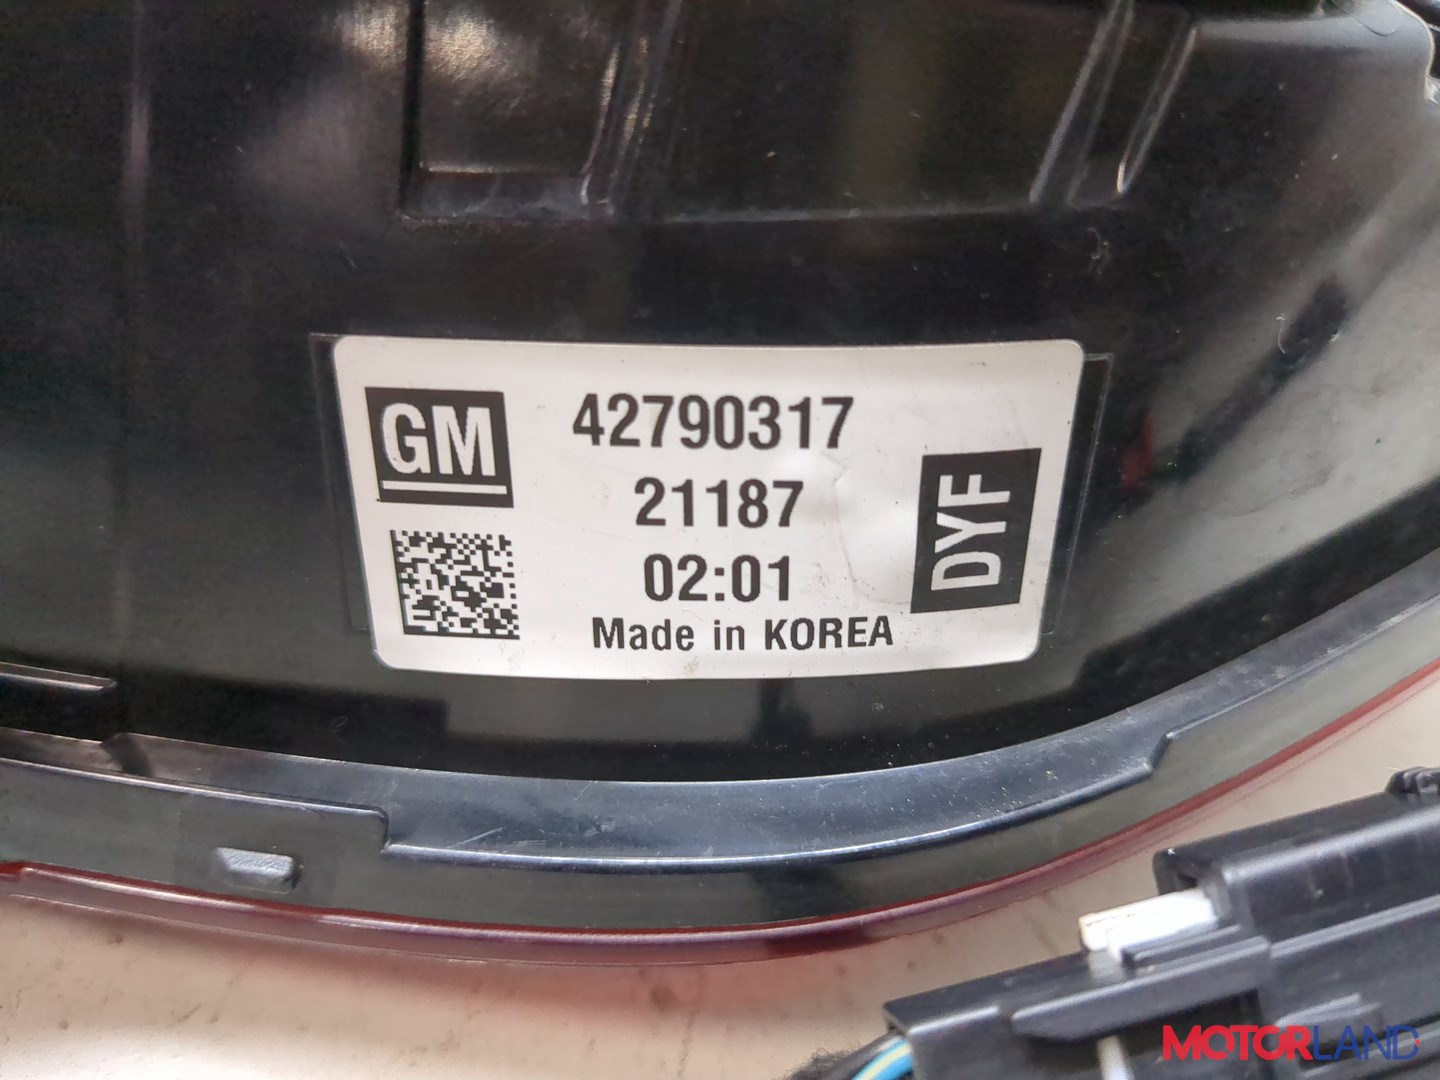 GM
42790317
21187
02:01
Made in KOREA
DYF
MOTORLAND